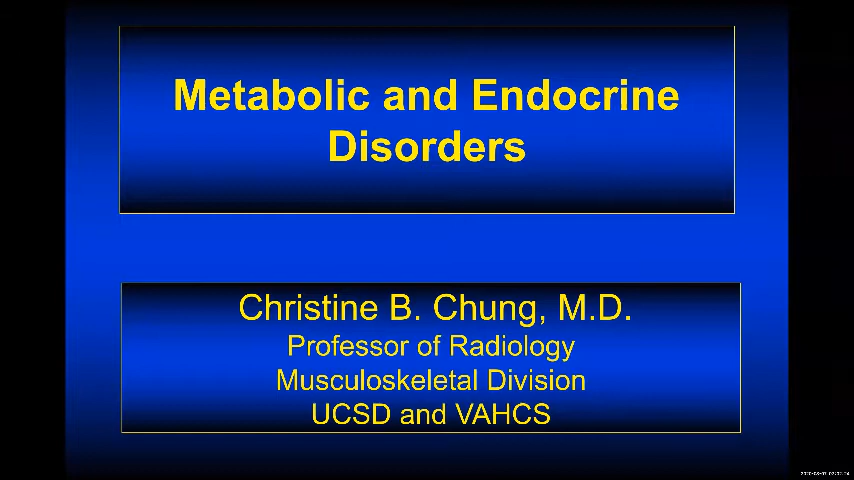 Metabolic and Endocrine
Disorders
Christine B. Chung, M.D.
Professor of Radiology
Musculoskeletal Division
UCSD and VAHCS